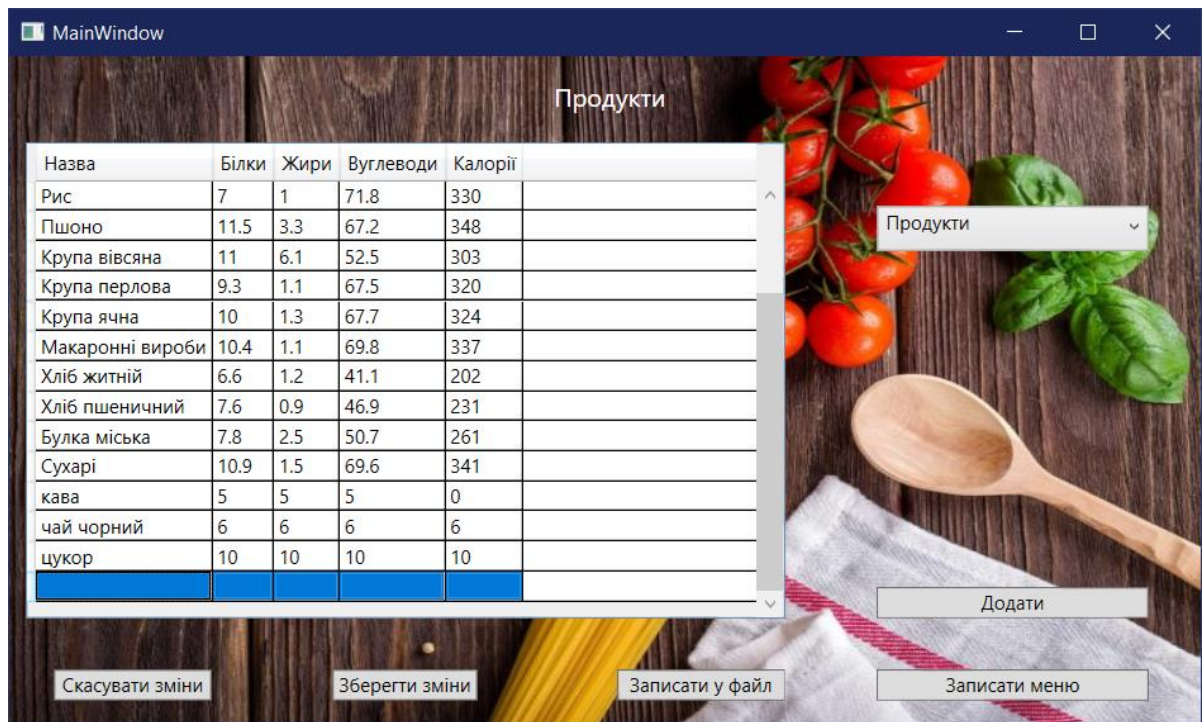 MainWindow
Продукти
Назва Білки Жири Вуглеводи Калорії
Рис 7 1 71.8 330
Пшоно 11.5 3.3 67.2 348
Крупа вівсяна 11 6.1 52.5 303
Крупа перлова 9.3 1.1 67.5 320
Крупа ячна 10 1.3 67.7 324
Макаронні вироби 10.4 1.1 69.8 337
Хліб житній 6.6 1.2 41.1 202
Хліб пшеничний 7.6 0.9 46.9 231
Булка міська 7.8 2.5 50.7 261
Сухарі 10.9 1.5 69.6 341
кава 5 5 5 0
чай чорний 6 6 6 6
цукор 10 10 10 10
Продукти
Додати
Скасувати зміни Зберегти зміни Записати у файл Записати меню